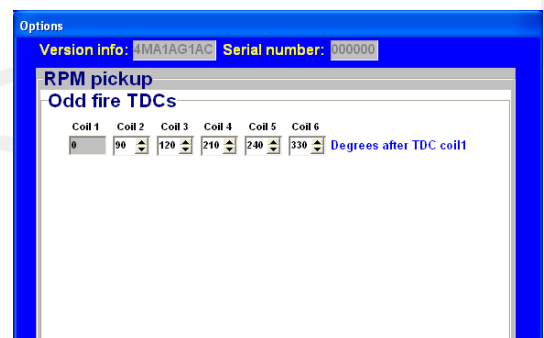 Options
Version info: 4MA1AG1AC Serial number: 000000
RPM pickup
Odd fire TDCs
Coil 1 Coil 2 Coil 3 Coil 4 Coil 5 Coil 6
0 90 120 210 240 330 Degrees after TDC coil1